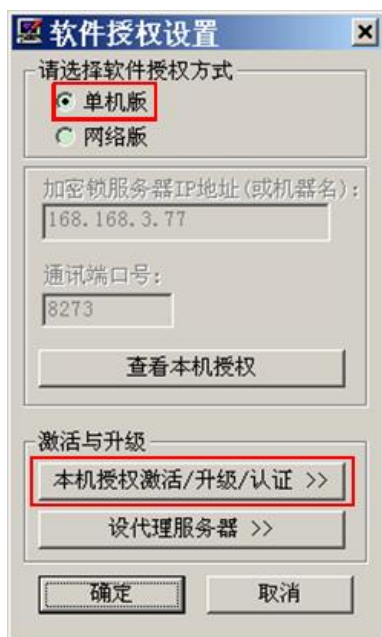 软件授权设置
请选择软件授权方式
单机版
网络版
加密锁服务器IP地址(或机器名):
168.168.3.77
通讯端口号:
8273
查看本机授权
激活与升级
本机授权激活/升级/认证 >>
设代理服务器 >>
确定
取消